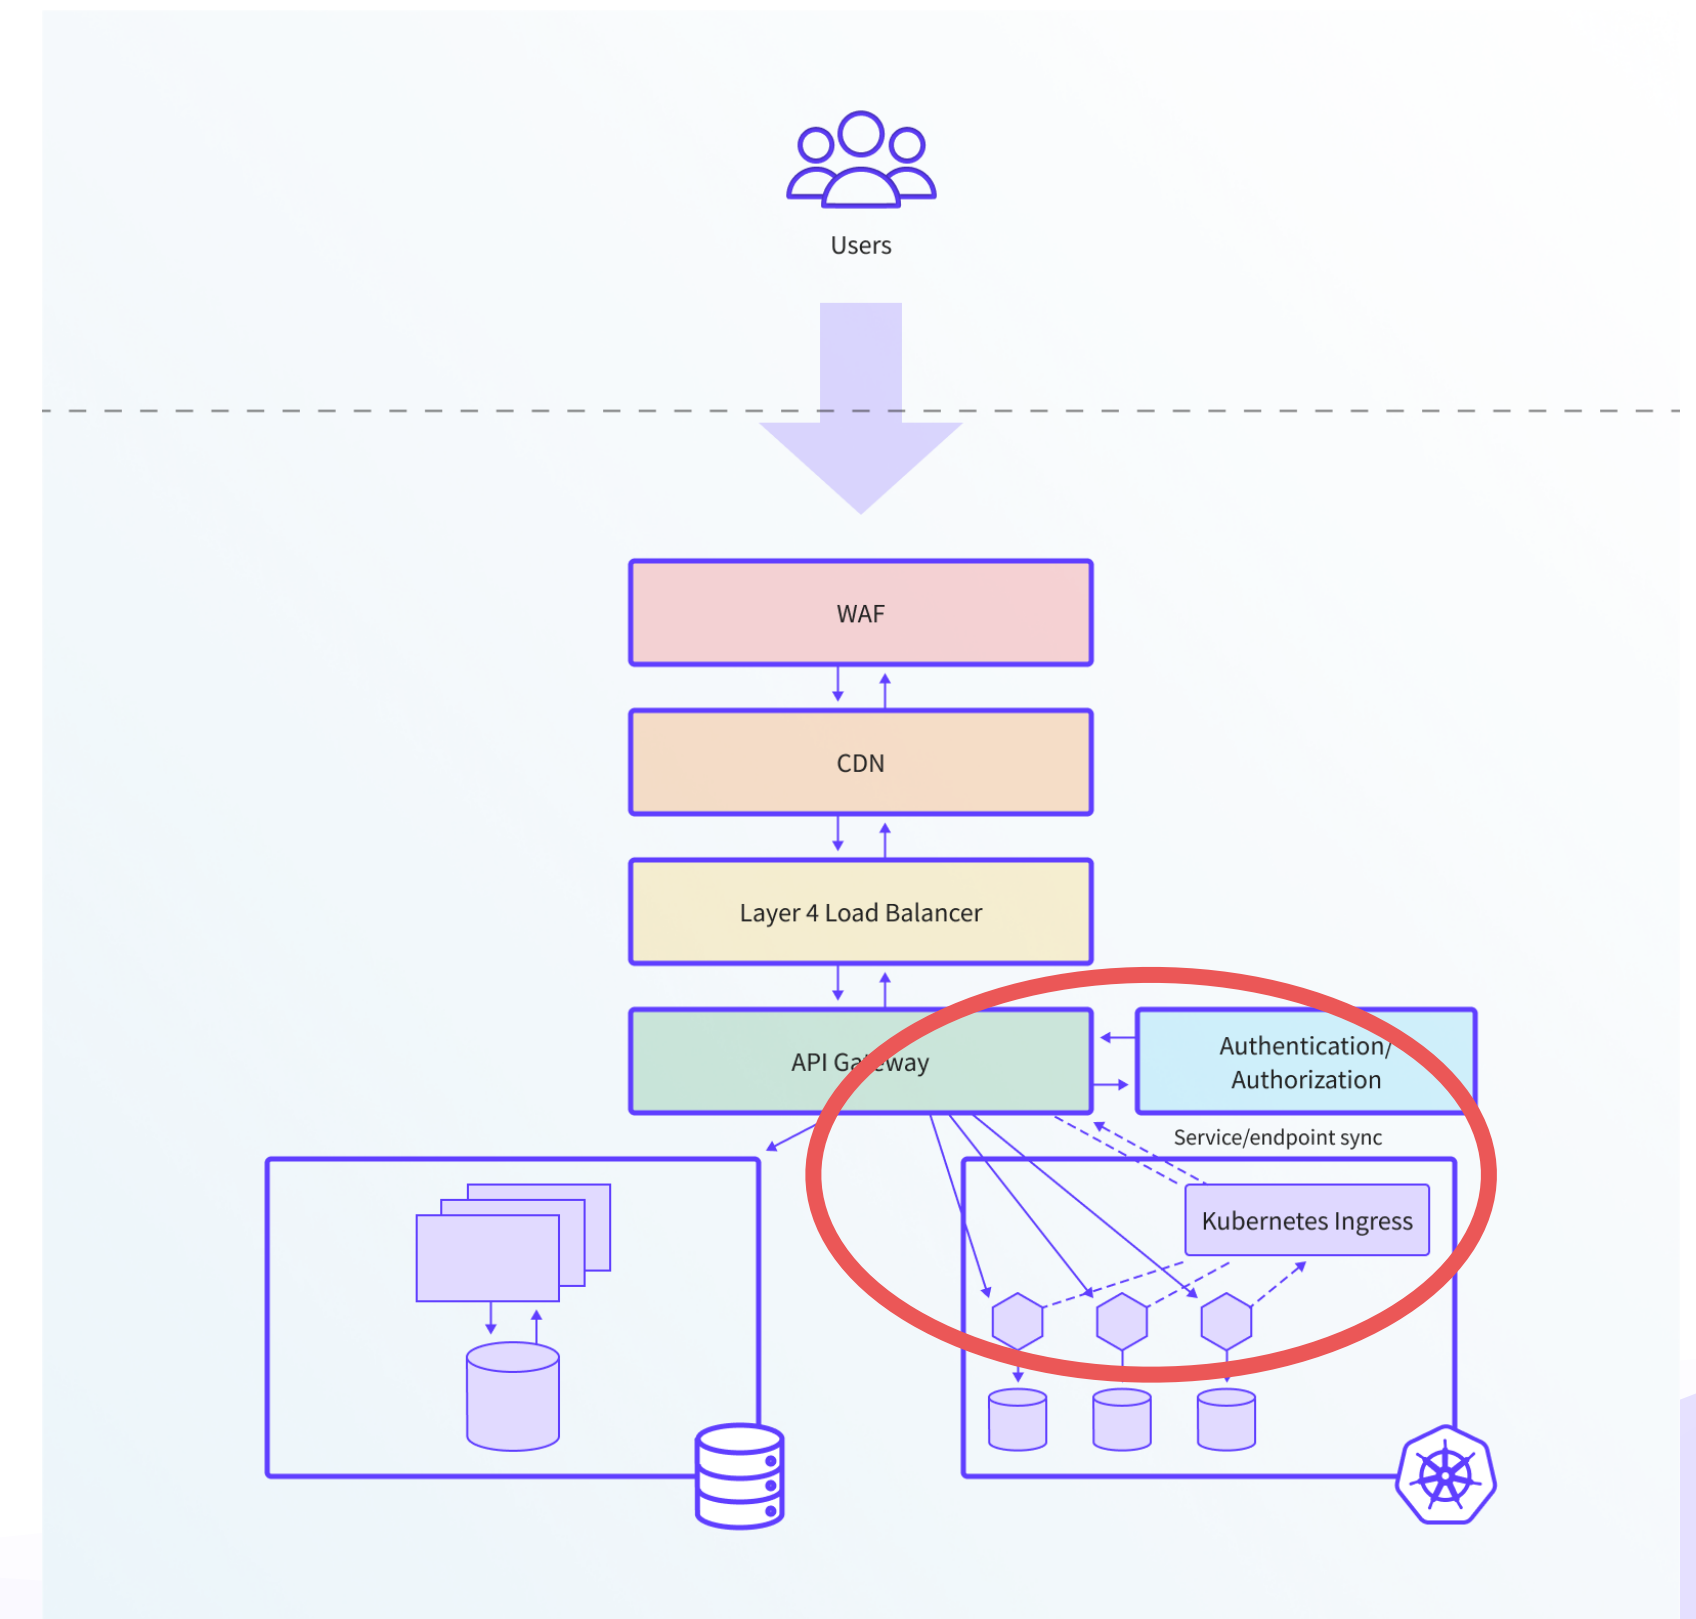 Users
WAF
CDN
Layer 4 Load Balancer
API Gateway
Authentication/
Authorization
Service/endpoint sync
Kubernetes Ingress